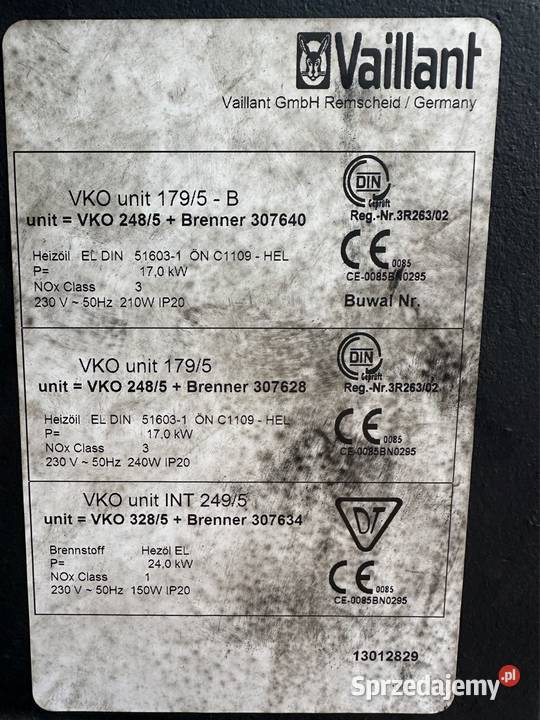 Vaillant
Vaillant GmbH Remscheid / Germany
VKO unit 179/5 - B
unit = VKO 248/5 + Brenner 307640
DIN
Geprüft
Reg.-Nr.3R263/02
Heizöil EL DIN 51603-1 ÖN C1109 - HEL
P= 17,0 kW
NOx Class 3
230 V ~ 50Hz 210W IP20
CE 0085
CE-0085BN0295
Buwal Nr.
VKO unit 179/5
unit = VKO 248/5 + Brenner 307628
DIN
Geprüft
Reg.-Nr.3R263/02
Heizöil EL DIN 51603-1 ÖN C1109 - HEL
P= 17,0 kW
NOx Class 3
230 V ~ 50Hz 240W IP20
CE 0085
CE-0085BN0295
VKO unit INT 249/5
unit = VKO 328/5 + Brenner 307634
DT
Brennstoff Hezöl EL
P= 24,0 kW
NOx Class 1
230 V ~ 50Hz 150W IP20
CE 0085
CE-0085BN0295
13012829
Sprzedajemy.pl